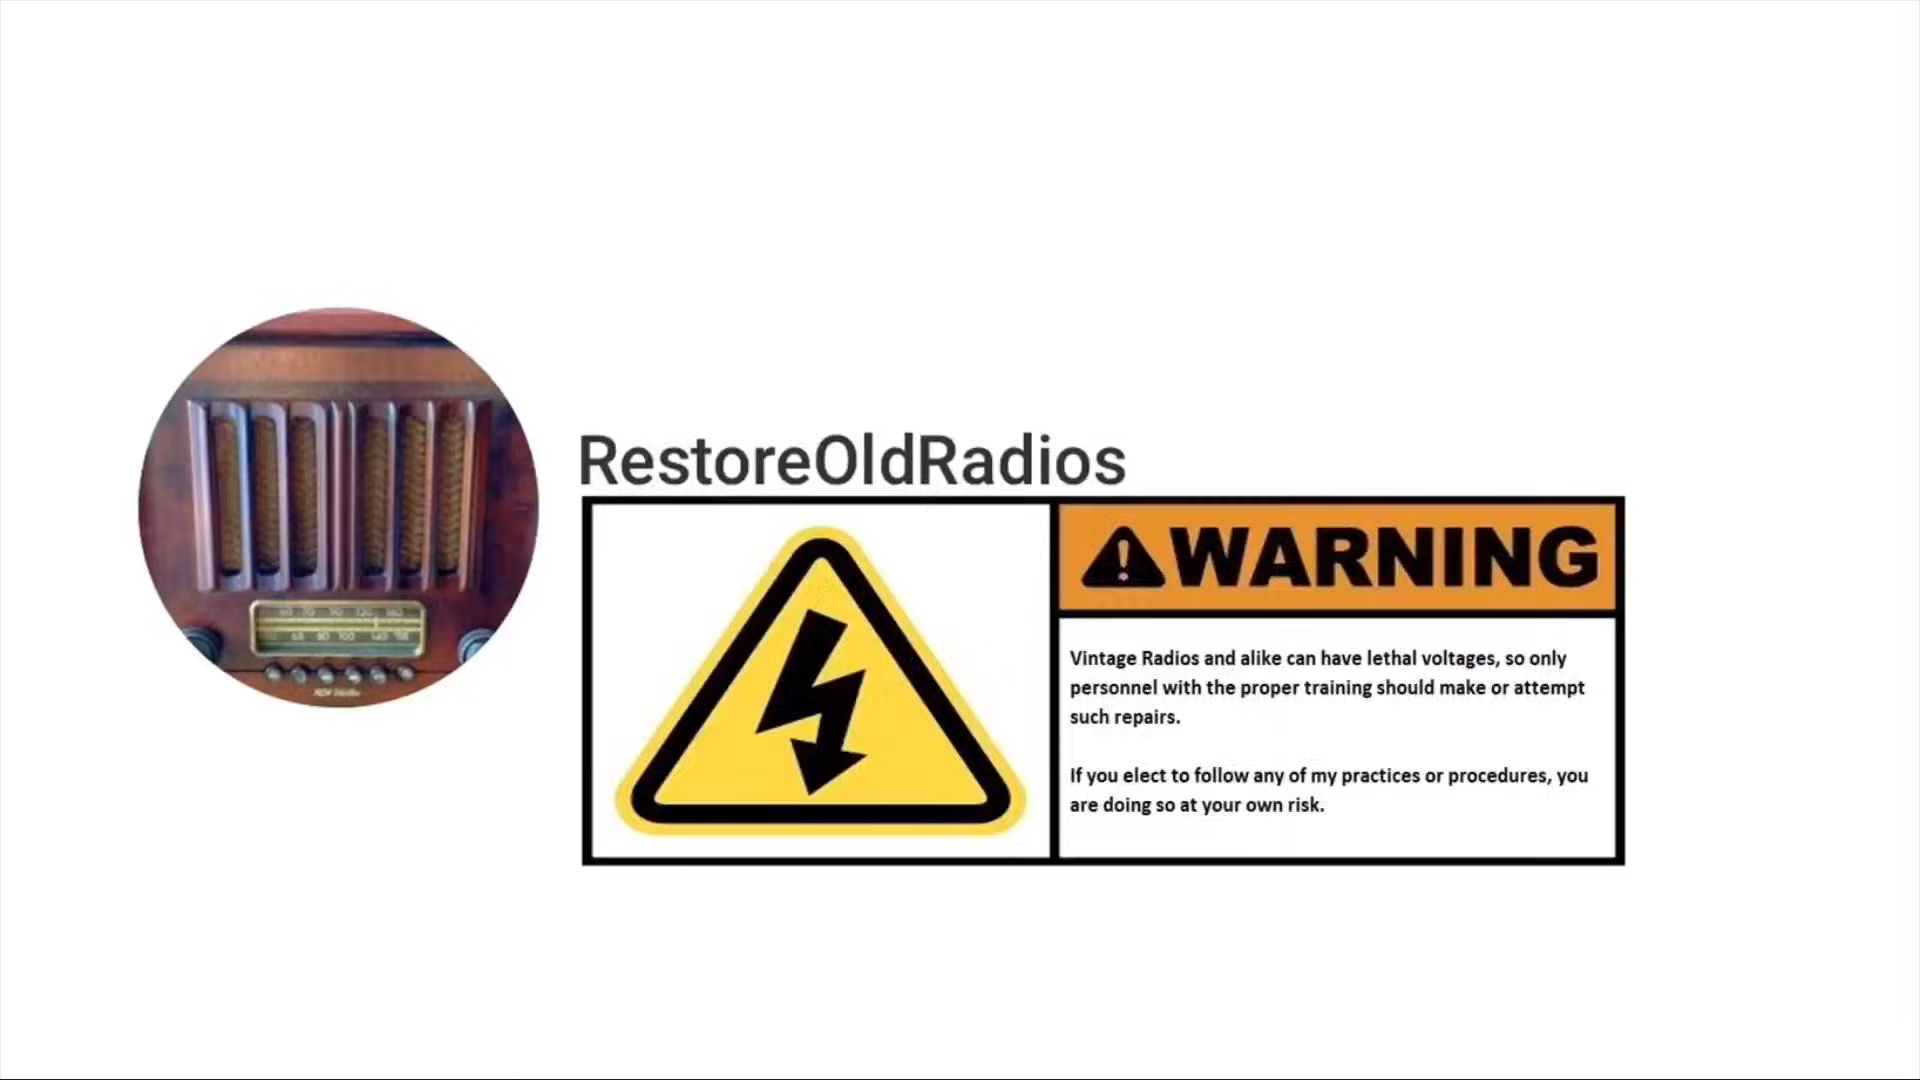 RestoreOldRadios
WARNING
Vintage Radios and alike can have lethal voltages, so only
personnel with the proper training should make or attempt
such repairs.
If you elect to follow any of my practices or procedures, you
are doing so at your own risk.